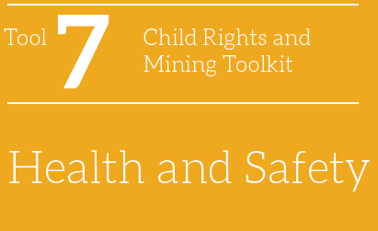 Tool 7
Child Rights and
Mining Toolkit
Health and Safety